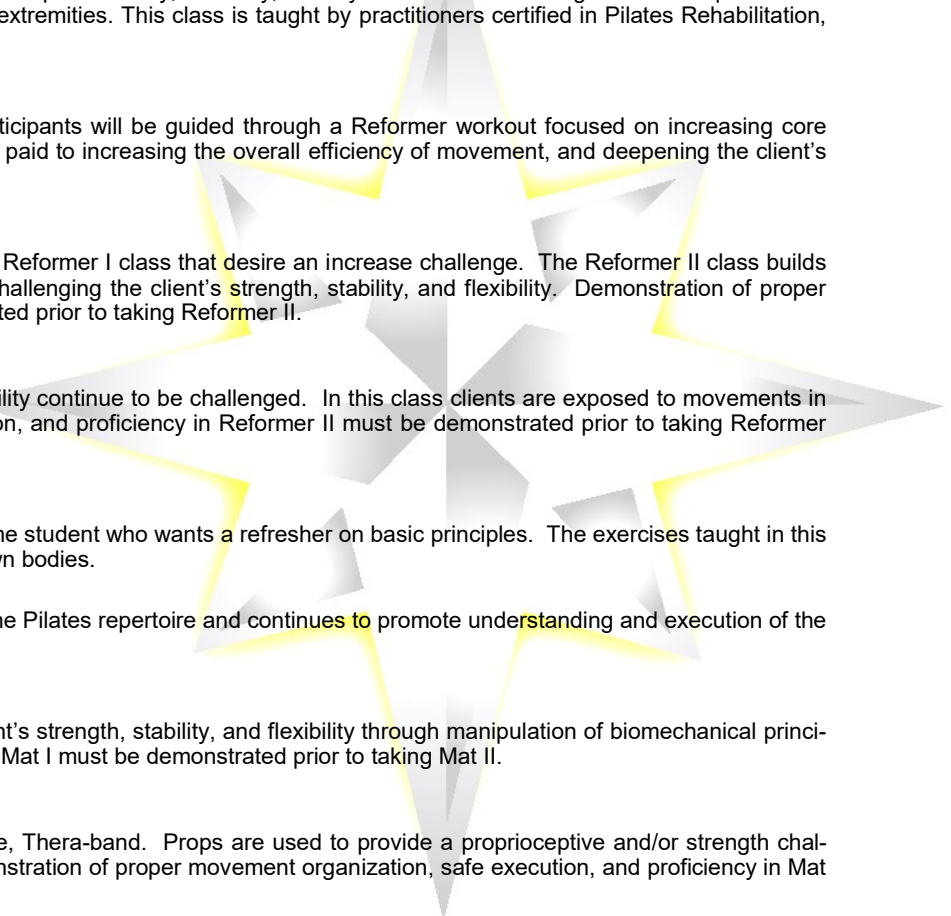 extremities. This class is taught by practitioners certified in Pilates Rehabilitation,
ticipants will be guided through a Reformer workout focused on increasing core
paid to increasing the overall efficiency of movement, and deepening the client's
Reformer I class that desire an increase challenge.  The Reformer II class builds
hallenging the client's strength, stability, and flexibility.  Demonstration of proper
ted prior to taking Reformer II.
ility continue to be challenged.  In this class clients are exposed to movements in
on, and proficiency in Reformer II must be demonstrated prior to taking Reformer
ne student who wants a refresher on basic principles.  The exercises taught in this
wn bodies.
he Pilates repertoire and continues to promote understanding and execution of the
nt's strength, stability, and flexibility through manipulation of biomechanical princi-
Mat I must be demonstrated prior to taking Mat II.
e, Thera-band.  Props are used to provide a proprioceptive and/or strength chal-
nstration of proper movement organization, safe execution, and proficiency in Mat